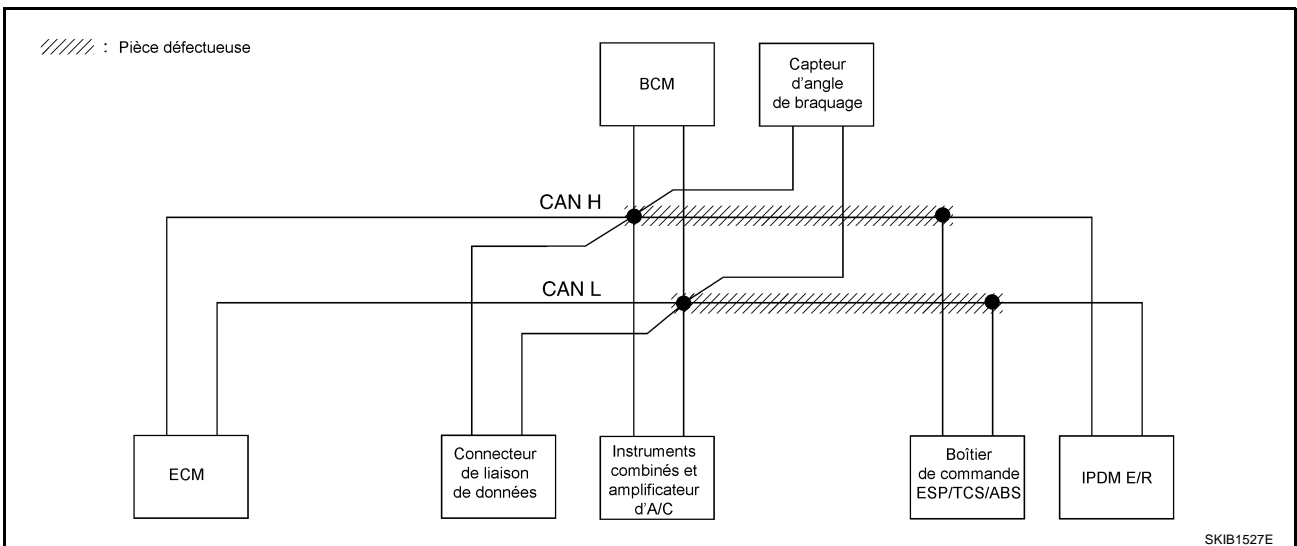 : Pièce défectueuse
BCM
Capteur
d'angle
de braquage
CAN H
CAN L
ECM
Connecteur
de liaison
de données
Instruments
combinés et
amplificateur
d'A/C
Boîtier
de commande
ESP/TCS/ABS
IPDM E/R
SKIB1527E